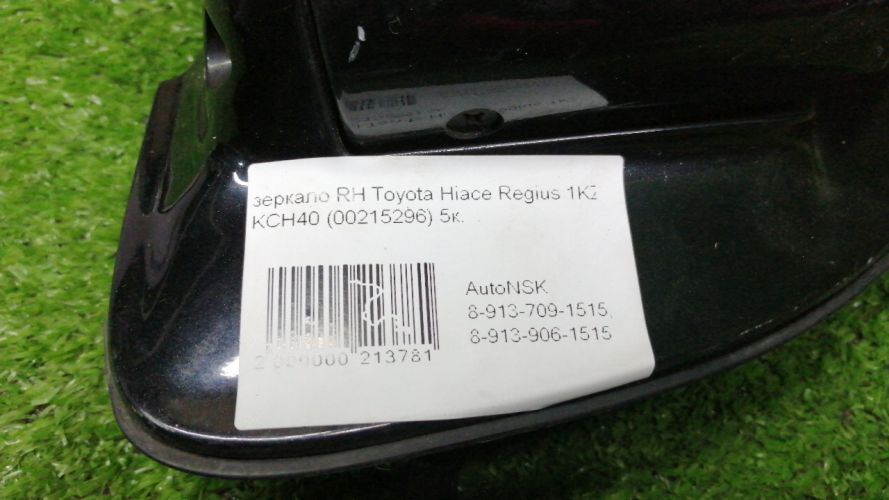 зеркало RH Toyota Hiace Regius 1KZ
KCH40 (00215296) 5к.
AutoNSK
8-913-709-1515,
8-913-906-1515
2 000000 213781